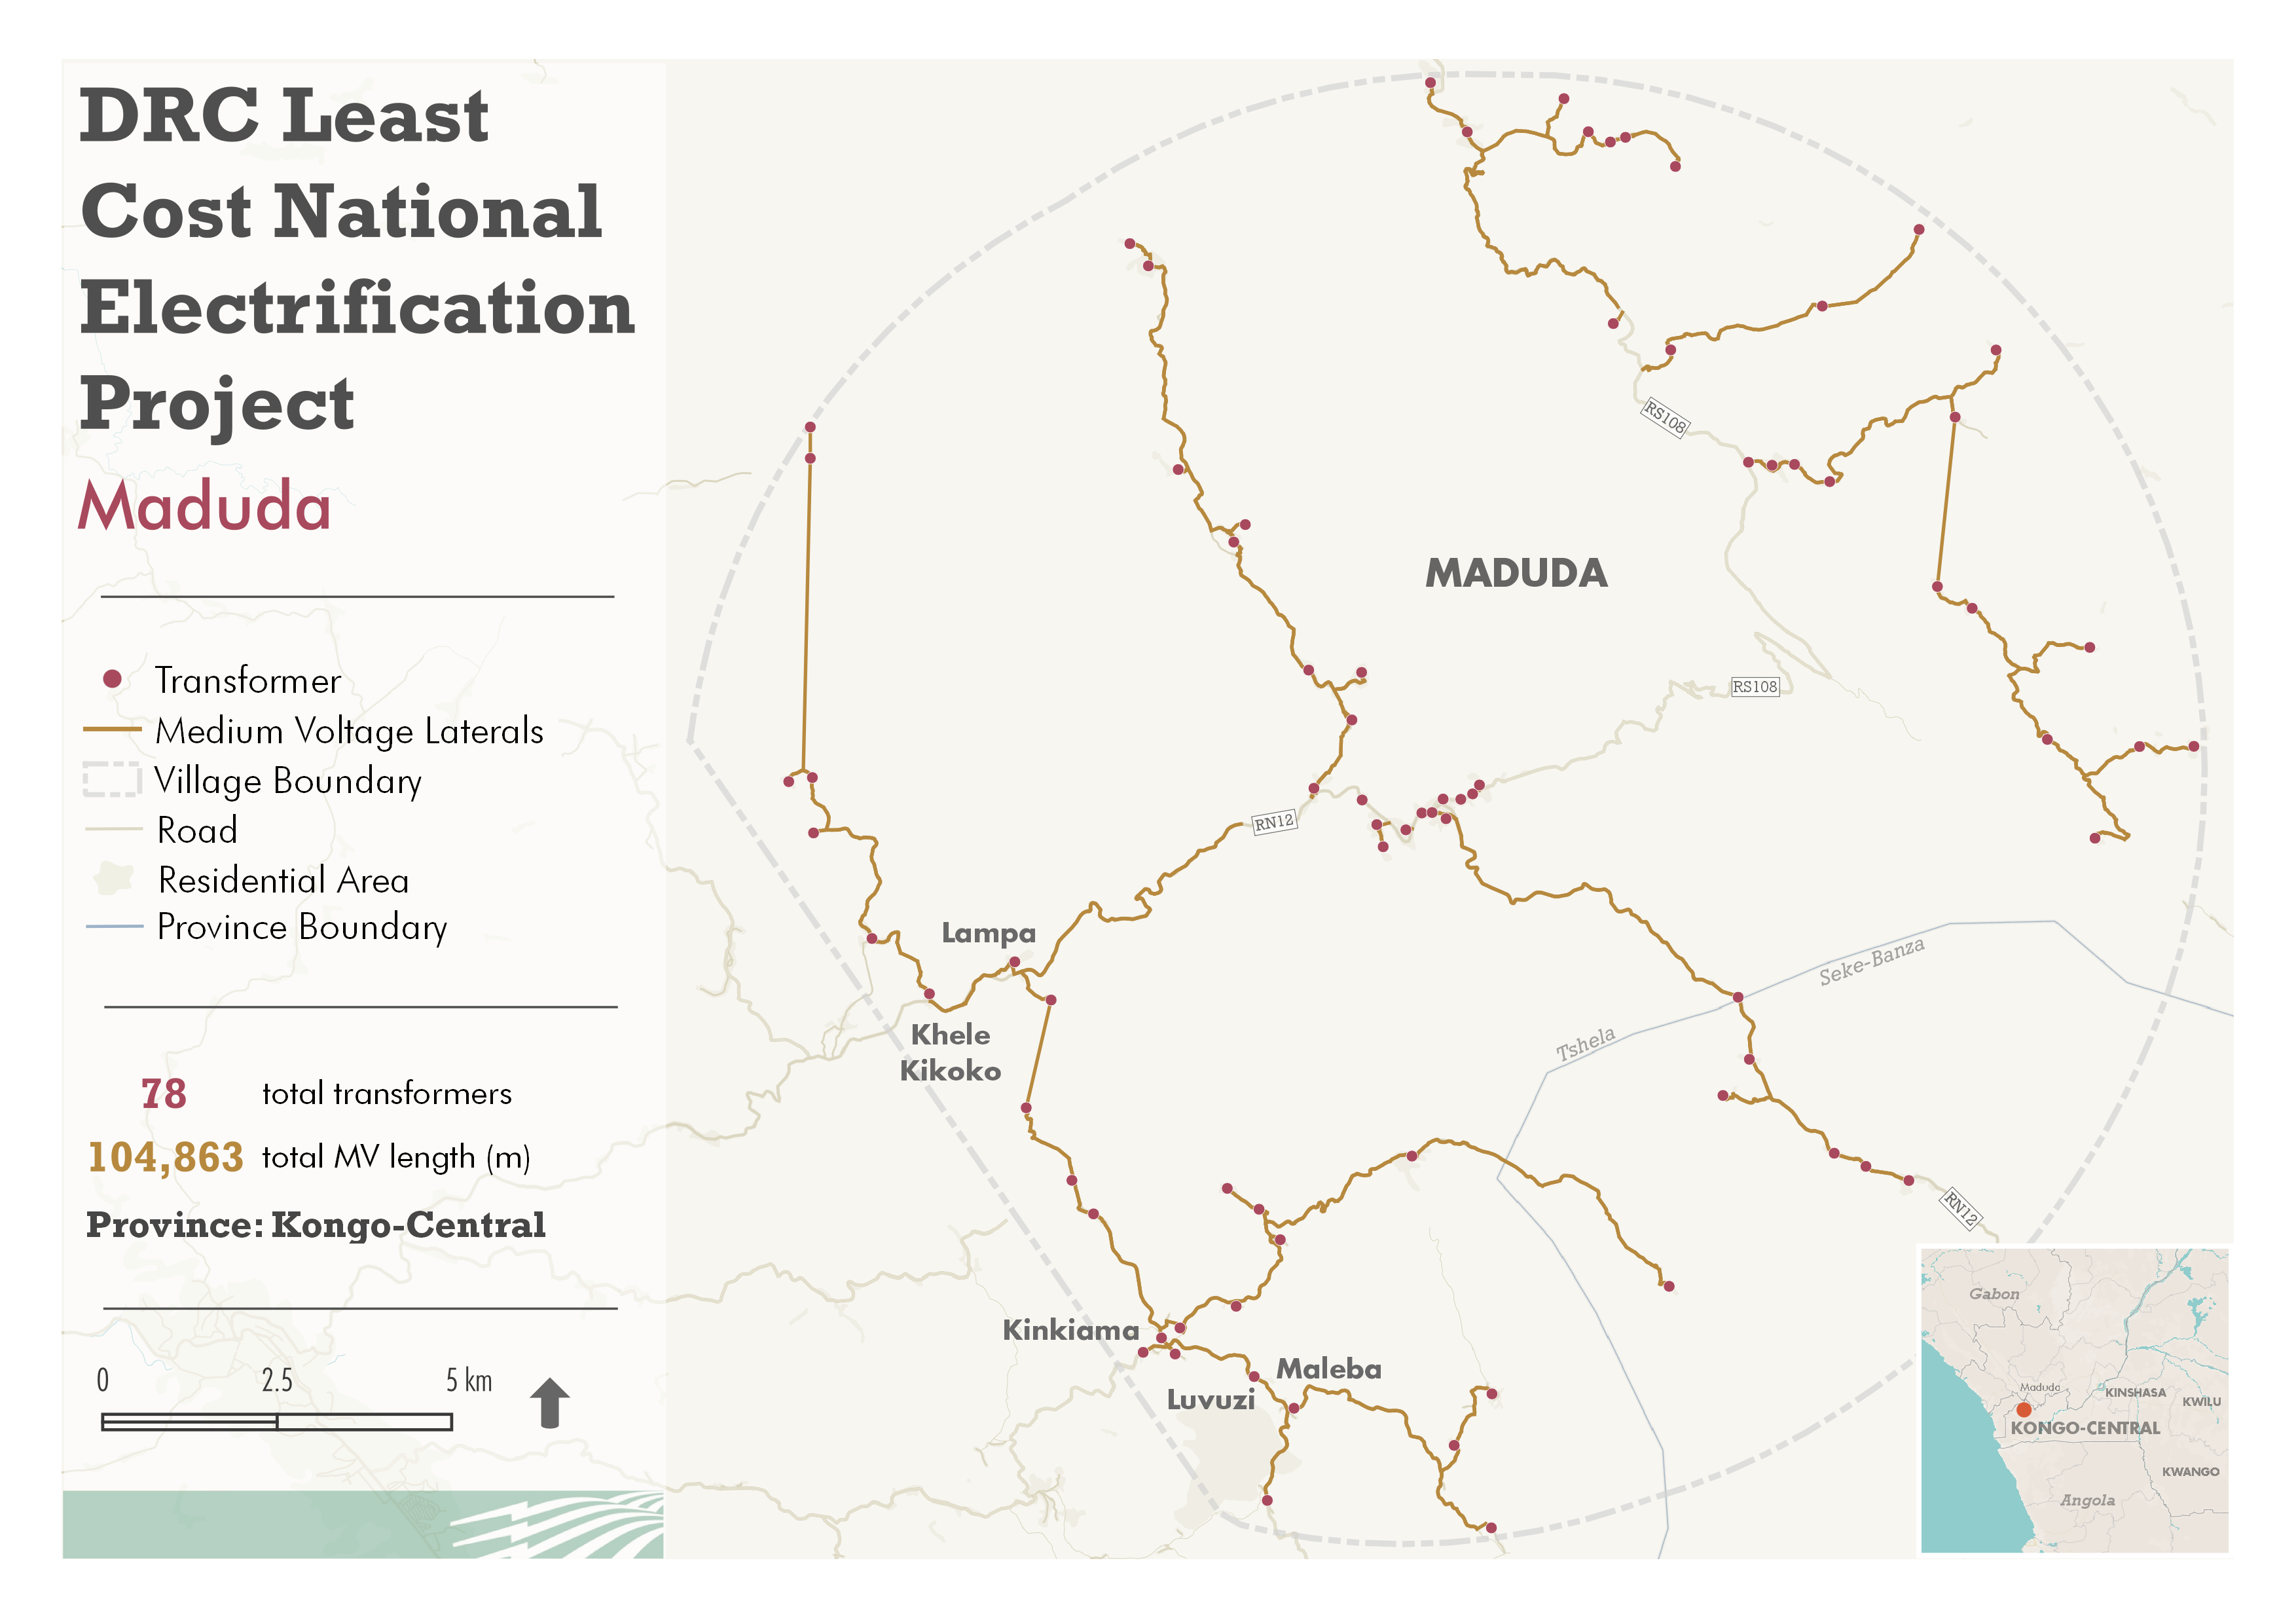 DRC Least
Cost National
Electrification
Project
Maduda
Transformer
Medium Voltage Laterals
Village Boundary
Road
Residential Area
Province Boundary
78 total transformers
104,863 total MV length (m)
Province: Kongo-Central
0 2.5 5 km
RS108
MADUDA
RS108
RN12
Lampa
Seke-Banza
Khele
Kikoko
Tshela
RN12
Kinkiama
Maleba
Luvuzi
Gabon
Maduda
KINSHASA
KWILU
KONGO-CENTRAL
KWANGO
Angola